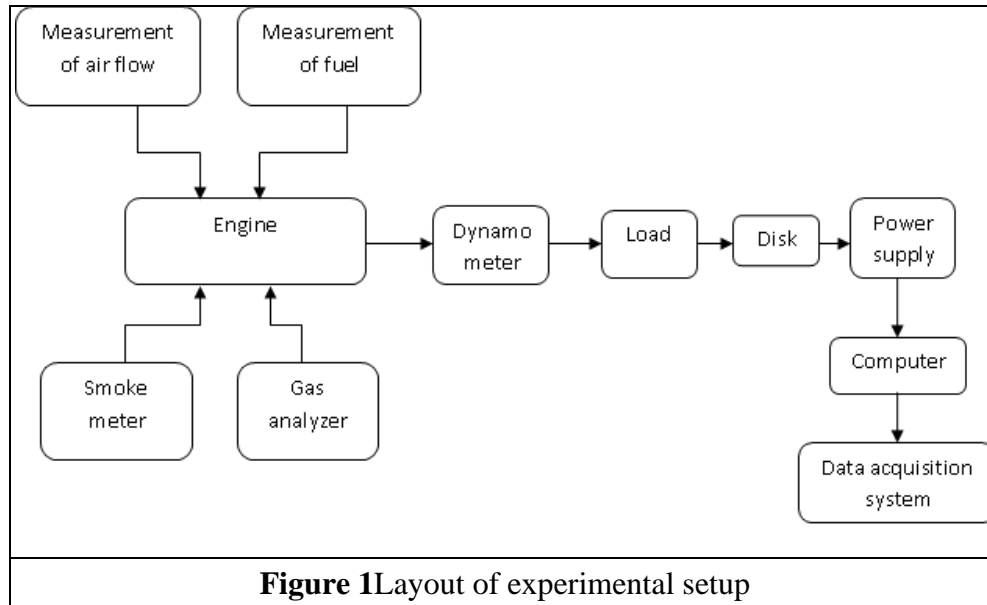 Measurement
of air flow
Measurement
of fuel
Engine
Dynamo
meter
Load
Disk
Power
supply
Smoke
meter
Gas
analyzer
Computer
Data acquisition
system
Figure 1Layout of experimental setup